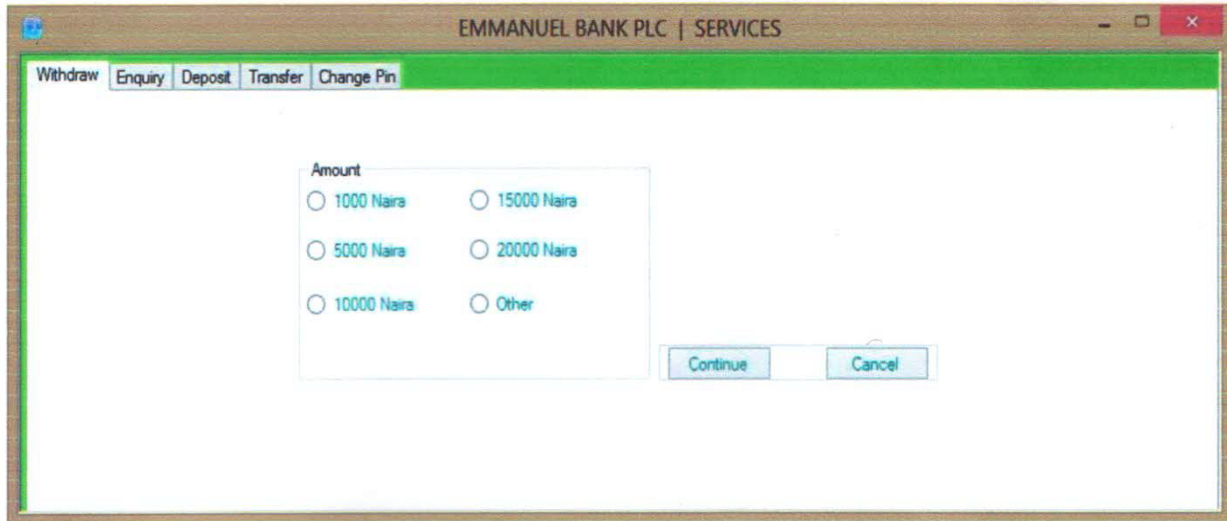 EMMANUEL BANK PLC | SERVICES
Withdraw Enquiry Deposit Transfer Change Pin
Amount
1000 Naira 15000 Naira
5000 Naira 20000 Naira
10000 Naira Other
Continue Cancel